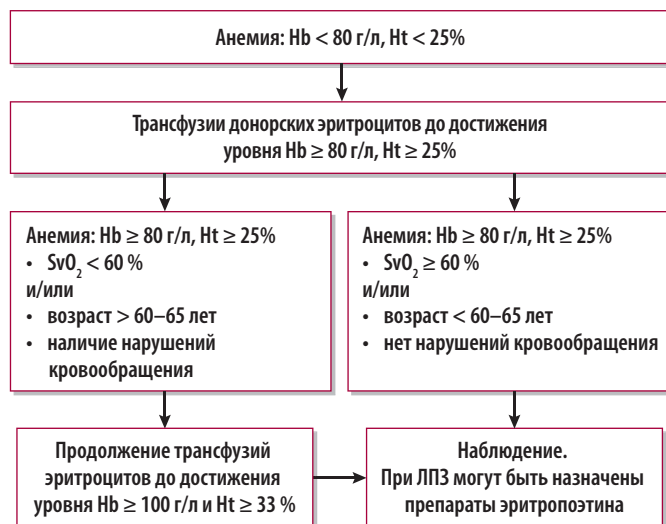 Анемия: Hb < 80 г/л, Ht < 25%
Трансфузии донорских эритроцитов до достижения
уровня Hb ≥ 80 г/л, Ht ≥ 25%
Анемия: Hb ≥ 80 г/л, Ht ≥ 25%
• SvO₂ < 60 %
и/или
• возраст > 60–65 лет
• наличие нарушений
кровообращения
Анемия: Hb ≥ 80 г/л, Ht ≥ 25%
• SvO₂ ≥ 60 %
и/или
• возраст < 60–65 лет
• нет нарушений кровообращения
Продолжение трансфузий
эритроцитов до достижения
уровня Hb ≥ 100 г/л и Ht ≥ 33 %
Наблюдение.
При ЛПЗ могут быть назначены
препараты эритропоэтина